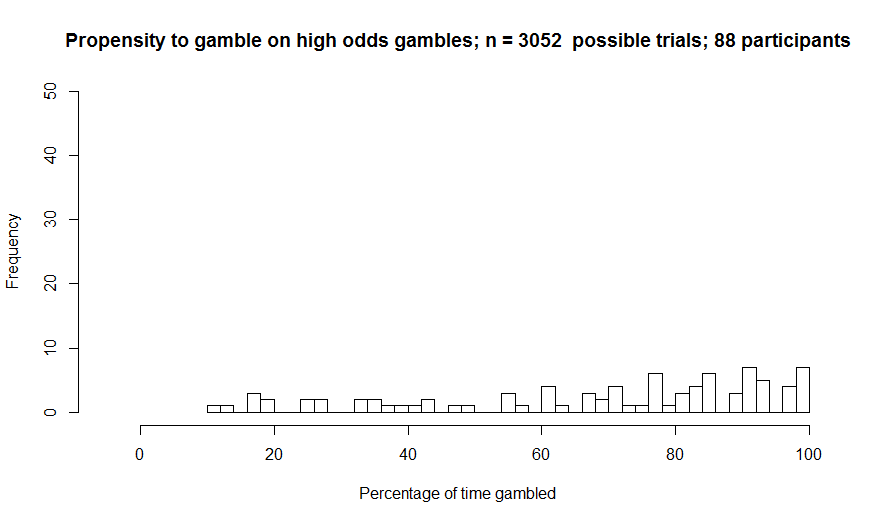 Propensity to gamble on high odds gambles; n = 3052  possible trials; 88 participants
50
40
30
20
10
0
Frequency
0 20 40 60 80 100
Percentage of time gambled